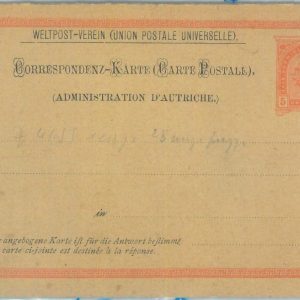 WELTPOST-VEREIN (UNION POSTALE UNIVERSELLE).
CORRESPONDENZ-KARTE (CARTE POSTALE),
(ADMINISTRATION D'AUTRICHE.)
5
in
angebogene Karte ist für die Antwort bestimmt
carte ci-jointe est destinée à la réponse.